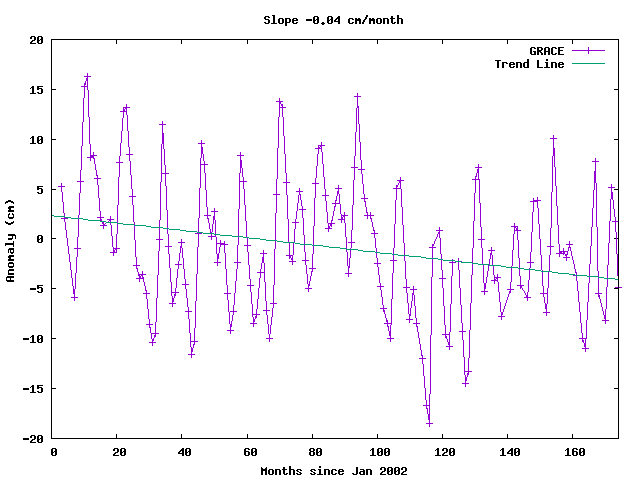 Slope -0.04 cm/month
GRACE
Trend Line
20
15
10
5
0
-5
-10
-15
-20
Anomaly (cm)
0 20 40 60 80 100 120 140 160
Months since Jan 2002